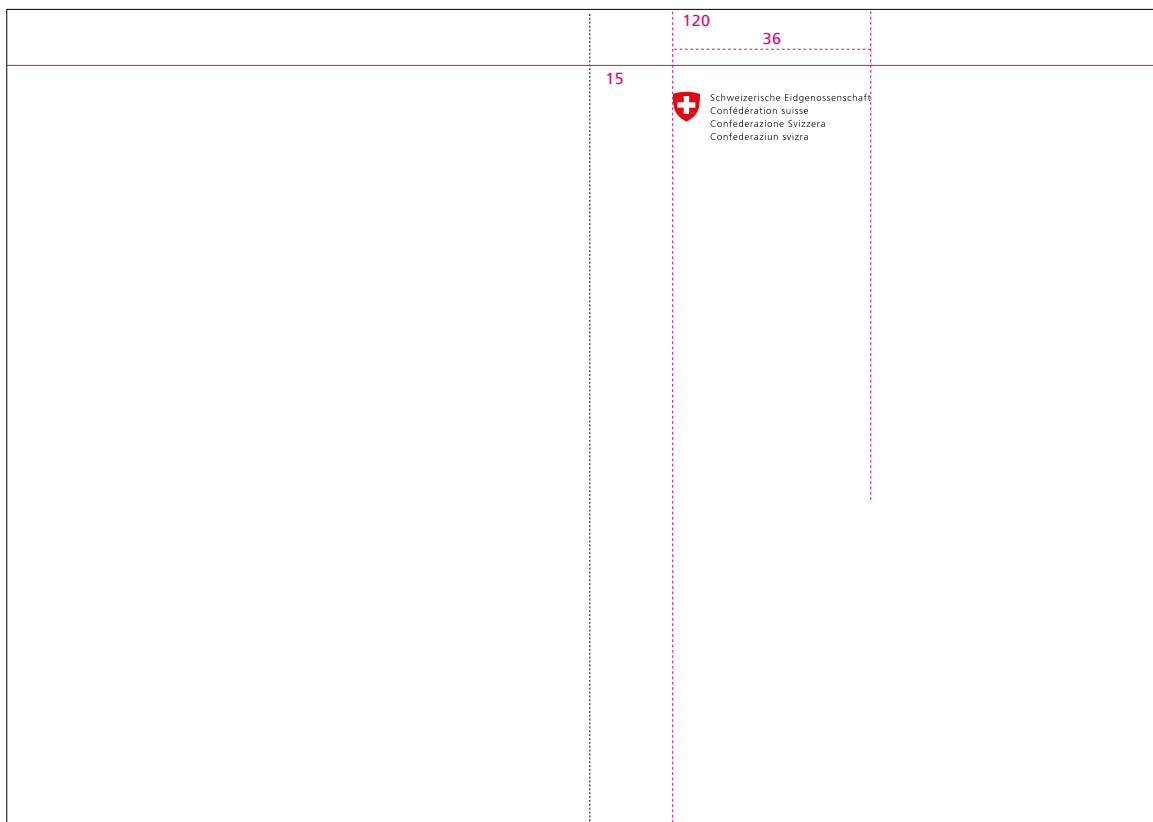 120
36
15
Schweizerische Eidgenossenschaft
Confédération suisse
Confederazione Svizzera
Confederaziun svizra